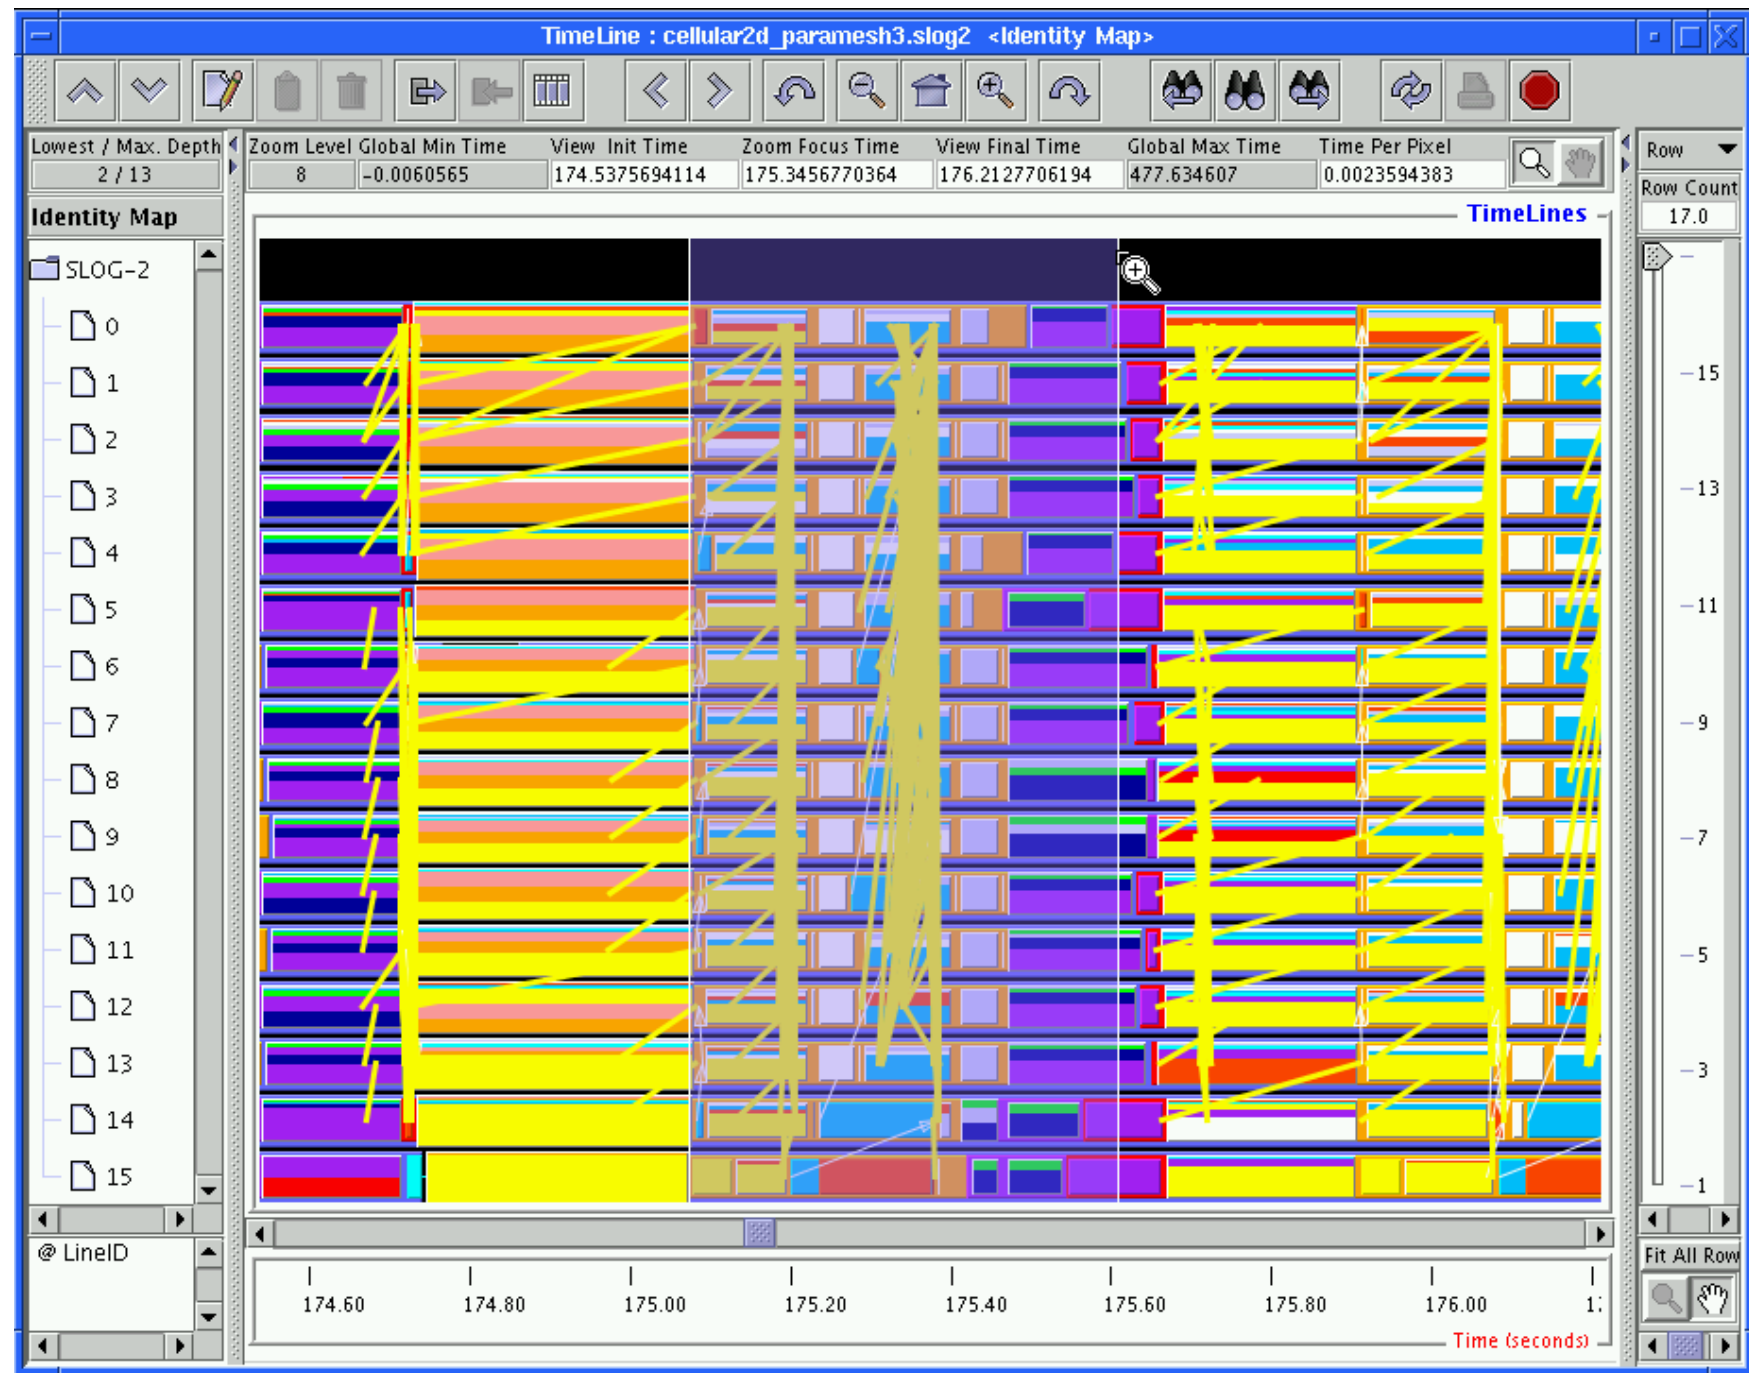 TimeLine : cellular2d_paramesh3.slog2 <Identity Map>
Lowest / Max. Depth
2 / 13
Zoom Level Global Min Time View Init Time Zoom Focus Time View Final Time Global Max Time Time Per Pixel
8 -0.0060565 174.5375694114 175.3456770364 176.2127706194 477.634607 0.0023594383
Row
Row Count
17.0
Identity Map
TimeLines
SLOG-2
0
1
2
3
4
5
6
7
8
9
10
11
12
13
14
15
15
13
11
9
7
5
3
1
@ LineID
Fit All Row
174.60 174.80 175.00 175.20 175.40 175.60 175.80 176.00
Time (seconds)